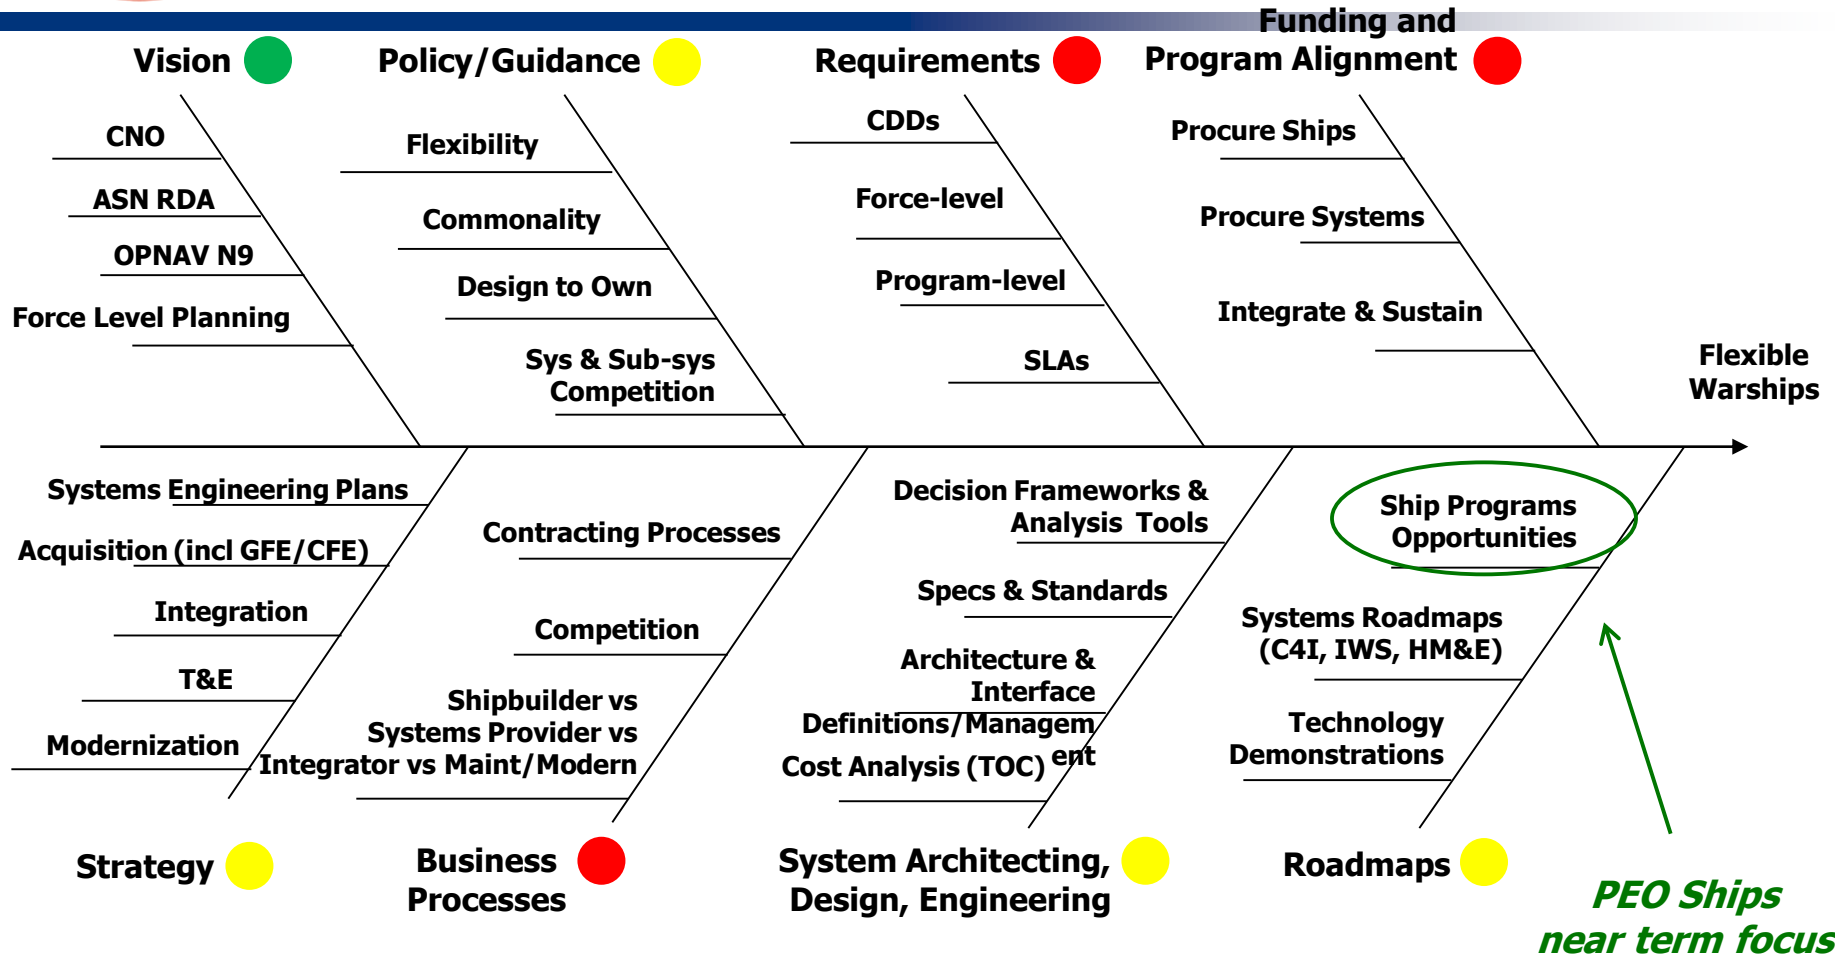 Vision
Policy/Guidance
Requirements
Funding and
Program Alignment
CNO
ASN RDA
OPNAV N9
Force Level Planning
Flexibility
Commonality
Design to Own
Sys & Sub-sys
Competition
CDDs
Force-level
Program-level
SLAs
Procure Ships
Procure Systems
Integrate & Sustain
Flexible
Warships
Systems Engineering Plans
Acquisition (incl GFE/CFE)
Integration
T&E
Modernization
Contracting Processes
Competition
Shipbuilder vs
Systems Provider vs
Integrator vs Maint/Modern
Decision Frameworks &
Analysis Tools
Specs & Standards
Architecture &
Interface
Definitions/Managem
ent
Cost Analysis (TOC)
Ship Programs
Opportunities
Systems Roadmaps
(C4I, IWS, HM&E)
Technology
Demonstrations
Strategy
Business
Processes
System Architecting,
Design, Engineering
Roadmaps
PEO Ships
near term focus